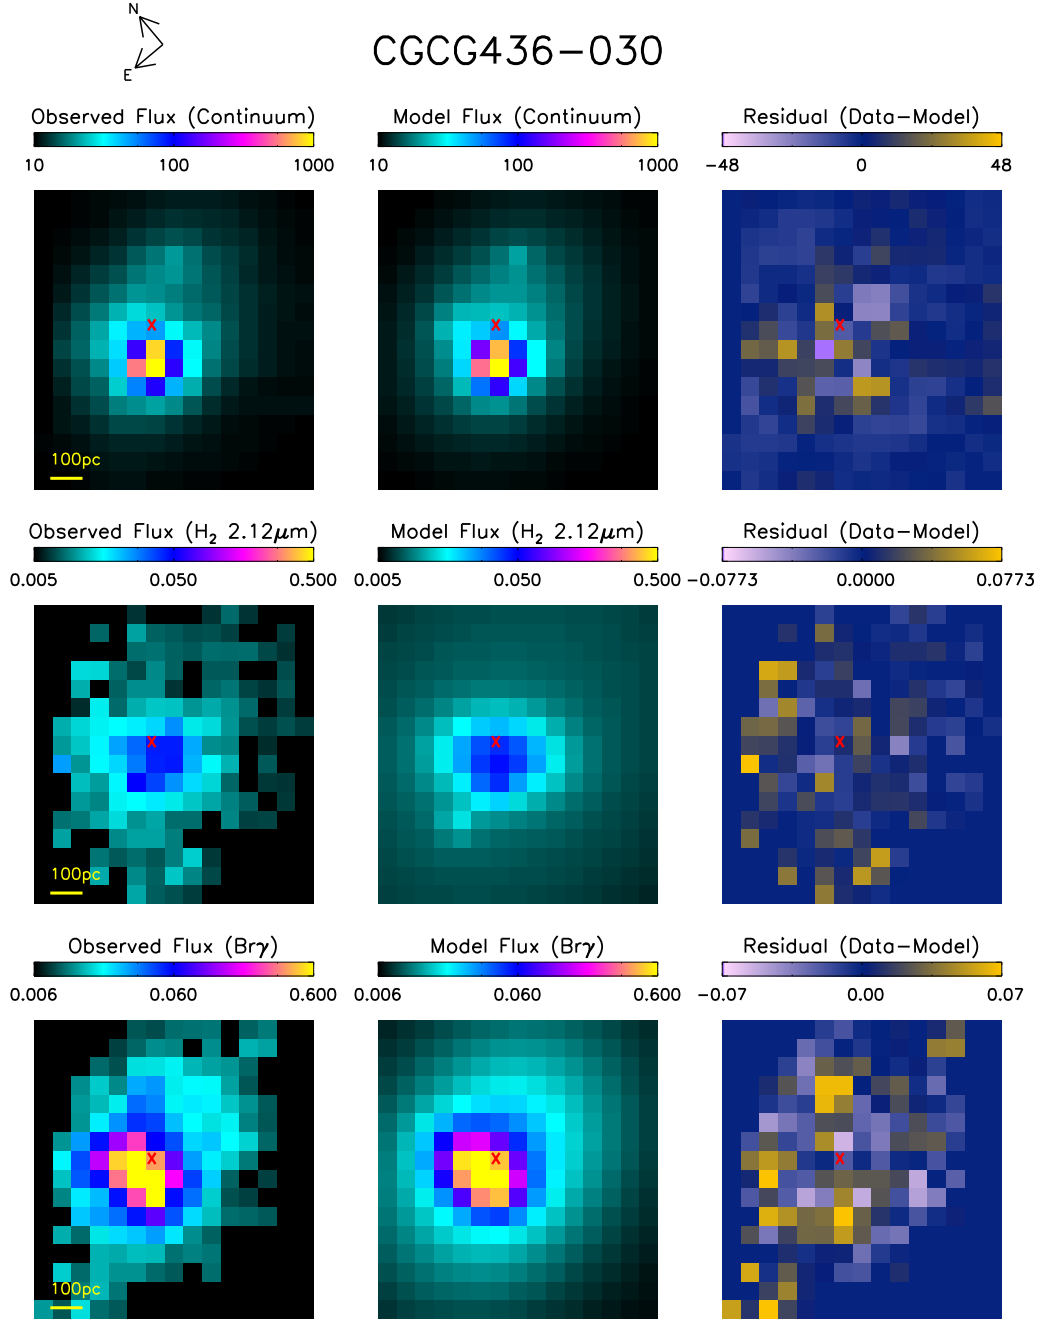 N
E
CGCG436-030
Observed Flux (Continuum) Model Flux (Continuum) Residual (Data-Model)
10 100 1000 10 100 1000 -48 0 48
x x x
100pc
Observed Flux (H₂ 2.12μm) Model Flux (H₂ 2.12μm) Residual (Data-Model)
0.005 0.050 0.500 0.005 0.050 0.500 -0.0773 0.0000 0.0773
x x x
100pc
Observed Flux (Brγ) Model Flux (Brγ) Residual (Data-Model)
0.006 0.060 0.600 0.006 0.060 0.600 -0.07 0.00 0.07
x x x
100pc